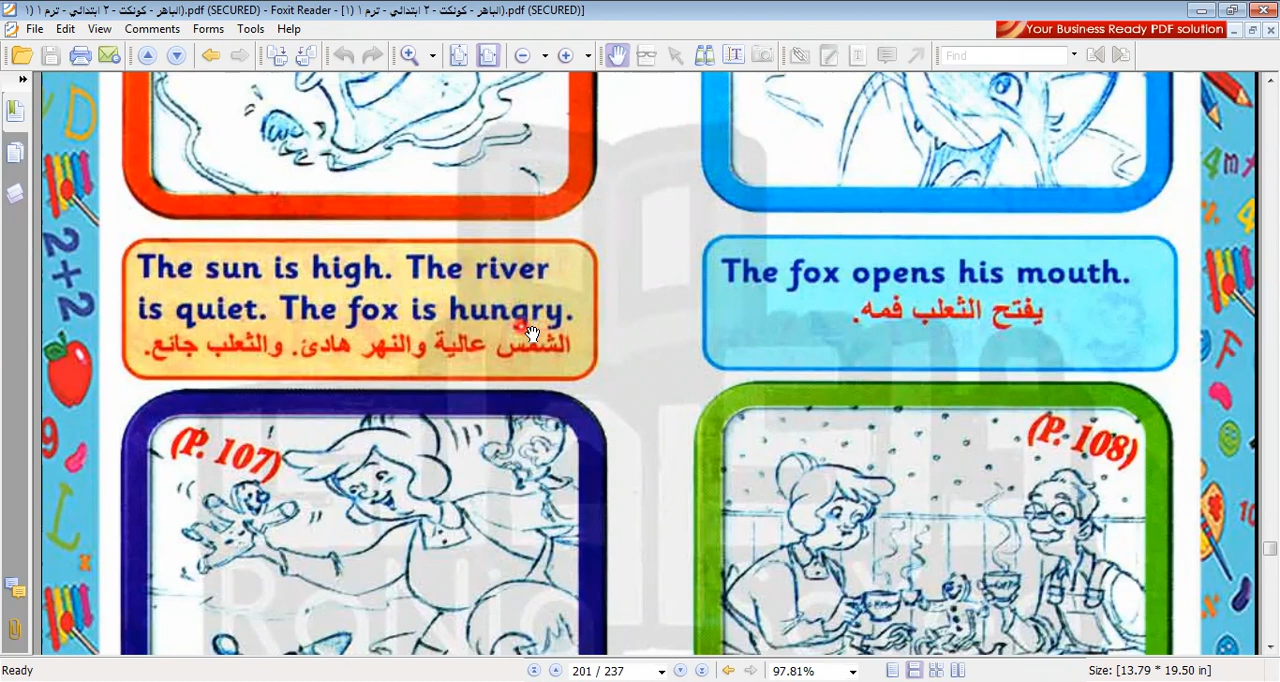 الباهر - كونكت - ٢ ابتدائي - ترم ١ (١).pdf (SECURED) - Foxit Reader - [الباهر - كونكت - ٢ ابتدائي - ترم ١ (١).pdf (SECURED)]
File Edit View Comments Forms Tools Help
Your Business Ready PDF solution
Find
The sun is high. The river
is quiet. The fox is hungry.
الشمس عالية والنهر هادئ. والثعلب جائع.
The fox opens his mouth.
يفتح الثعلب فمه.
(P. 107)
(P. 108)
Ready
201 / 237
97.81%
Size: [13.79 * 19.50 in]